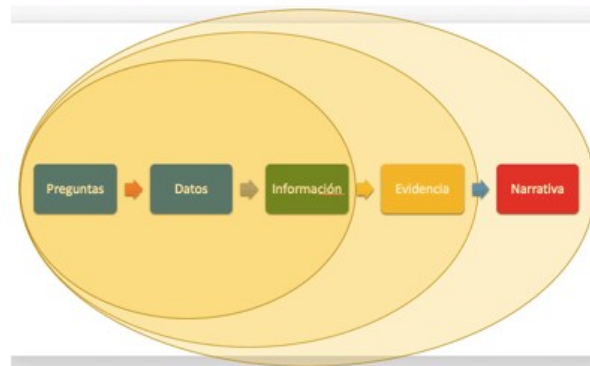 Preguntas
Datos
Información
Evidencia
Narrativa